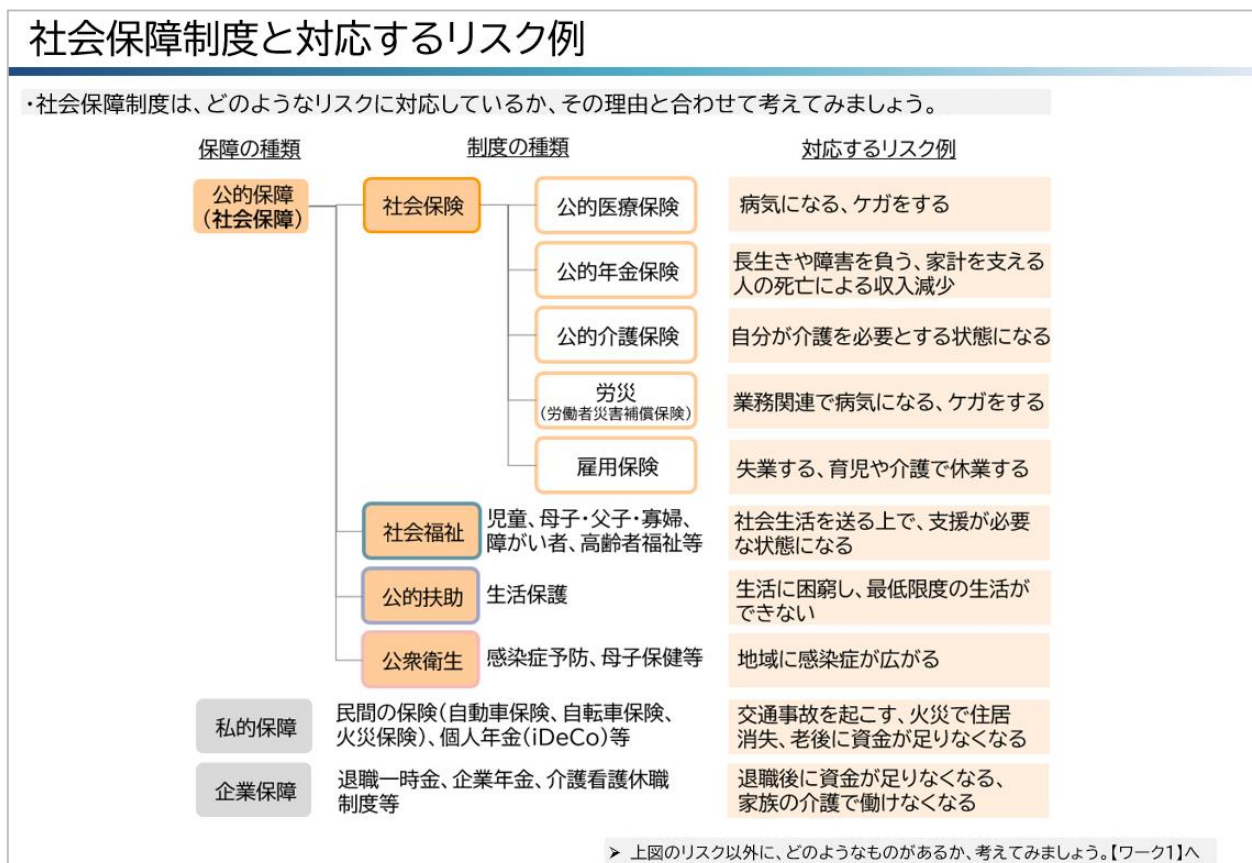 社会保障制度と対応するリスク例
・社会保障制度は、どのようなリスクに対応しているか、その理由と合わせて考えてみましょう。
保障の種類
制度の種類
対応するリスク例
公的保障
（社会保障）
社会保険
公的医療保険
病気になる、ケガをする
公的年金保険
長生きや障害を負う、家計を支える
人の死亡による収入減少
公的介護保険
自分が介護を必要とする状態になる
労災
（労働者災害補償保険）
業務関連で病気になる、ケガをする
雇用保険
失業する、育児や介護で休業する
社会福祉
児童、母子・父子・寡婦、
障がい者、高齢者福祉等
社会生活を送る上で、支援が必要
な状態になる
公的扶助
生活保護
生活に困窮し、最低限度の生活が
できない
公衆衛生
感染症予防、母子保健等
地域に感染症が広がる
私的保障
民間の保険（自動車保険、自転車保険、
火災保険）、個人年金（iDeCo）等
交通事故を起こす、火災で住居
消失、老後に資金が足りなくなる
企業保障
退職一時金、企業年金、介護看護休職
制度等
退職後に資金が足りなくなる、
家族の介護で働けなくなる
➢ 上図のリスク以外に、どのようなものがあるか、考えてみましょう。【ワーク1】へ